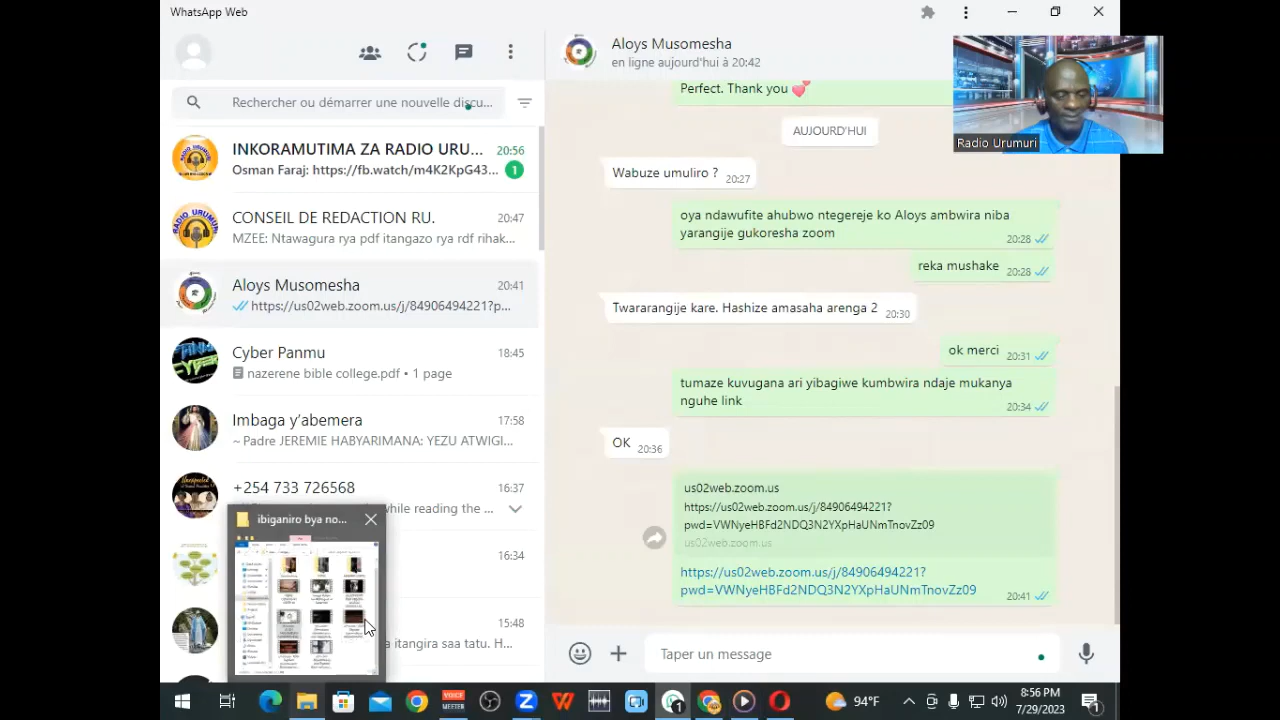 WhatsApp Web
Rechercher ou démarrer une nouvelle discu...
INKORAMUTIMA ZA RADIO URU...
20:56
Osman Faraj: https://fb.watch/m4K2KpG43...
1
CONSEIL DE REDACTION RU.
20:47
MZEE: Ntawagura rya pdf itangazo rya rdf rihak...
Aloys Musomesha
20:41
https://us02web.zoom.us/j/84906494221?p...
Cyber Panmu
18:45
nazerene bible college.pdf • 1 page
Imbaga y’abemera
17:58
~ Padre JEREMIE HABYARIMANA: YEZU ATWIGI...
+254 733 726568
16:37
while reading the ...
ibiganiro bya no...
16:34
15:48
a itangira saa tatu. H...
Aloys Musomesha
en ligne aujourd'hui à 20:42
Perfect. Thank you 💕
AUJOURD'HUI
Wabuze umuliro ? 20:27
oya ndawufite ahubwo ntegereje ko Aloys ambwira niba
yarangije gukoresha zoom
20:28
reka mushake 20:28
Twararangije kare. Hashize amasaha arenga 2 20:30
ok merci 20:31
tumaze kuvugana ari yibagiwe kumbwira ndaje mukanya
nguhe link
20:34
OK 20:36
us02web.zoom.us
https://us02web.zoom.us/j/84906494221?
pwd=VWNyeHBFd2NDQ3N2YXpHaUNmTnovZz09
us02web.zoom.us
https://us02web.zoom.us/j/84906494221?
pwd=VWNyeHBFd2NDQ3N2YXpHaUNmTnovZz09
20:41
Taper un message
Radio Urumuri
VOICE
MEETER
1
94°F
8:56 PM
7/29/2023
1